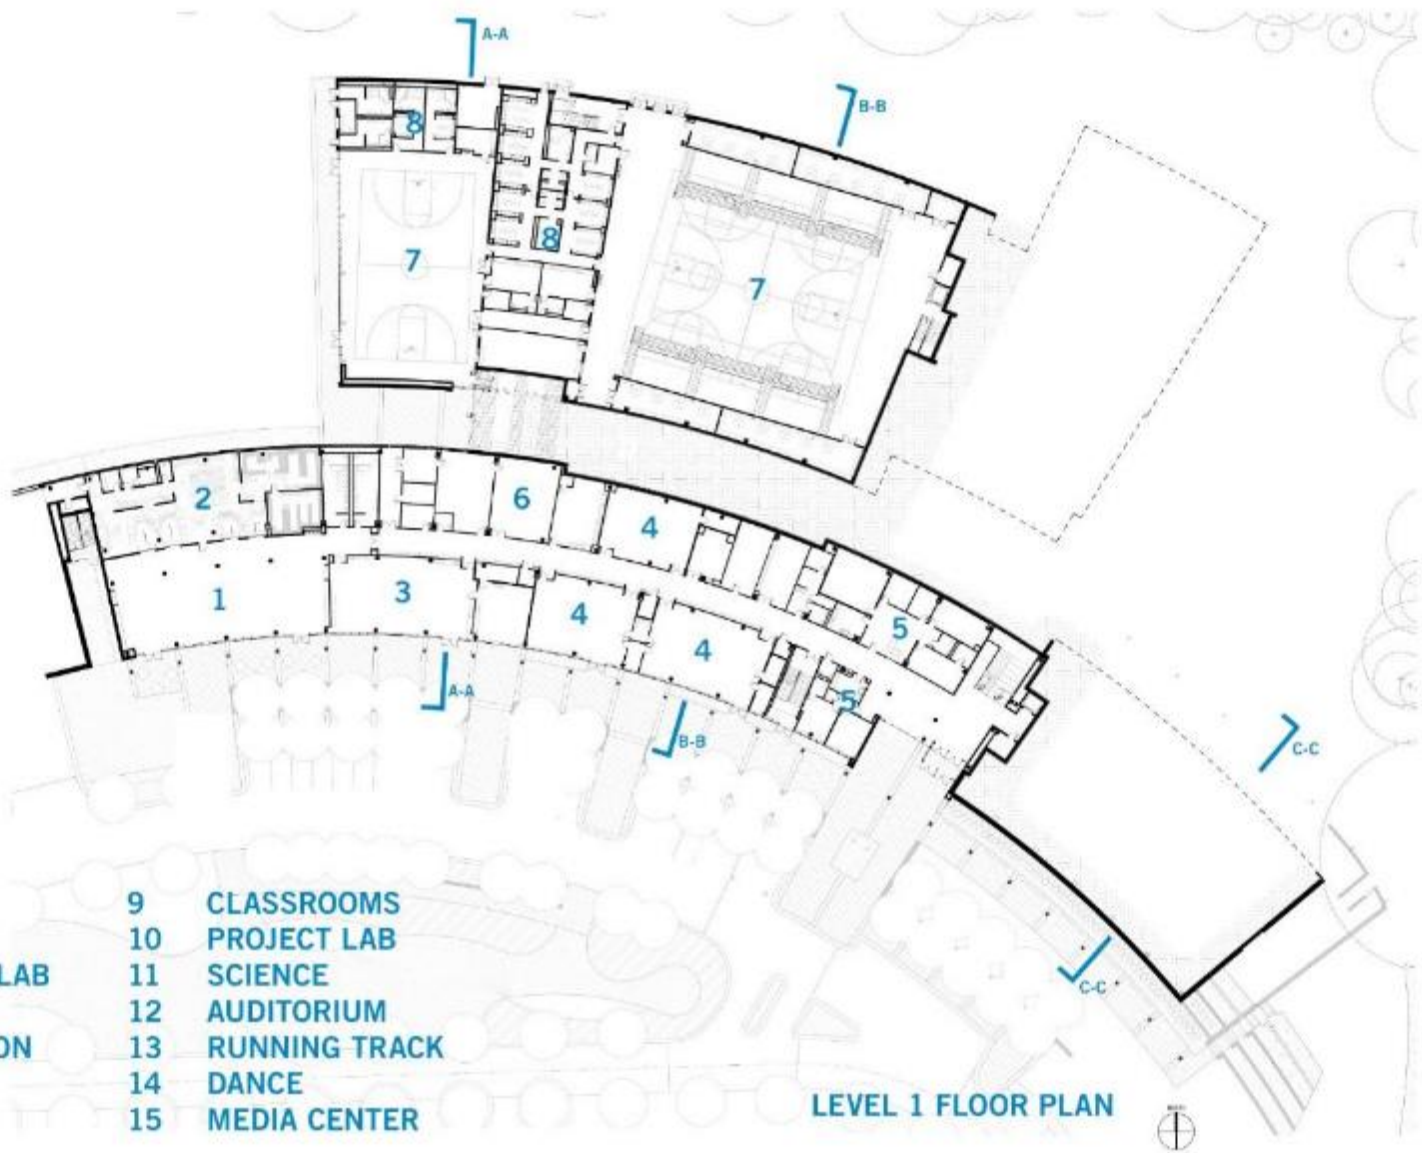 A-A
B-B
8
8
7
7
2
6
4
1
3
4
5
4
5
A-A
B-B
C-C
C-C
9 CLASSROOMS
10 PROJECT LAB
LAB 11 SCIENCE
12 AUDITORIUM
ON 13 RUNNING TRACK
14 DANCE
15 MEDIA CENTER
LEVEL 1 FLOOR PLAN